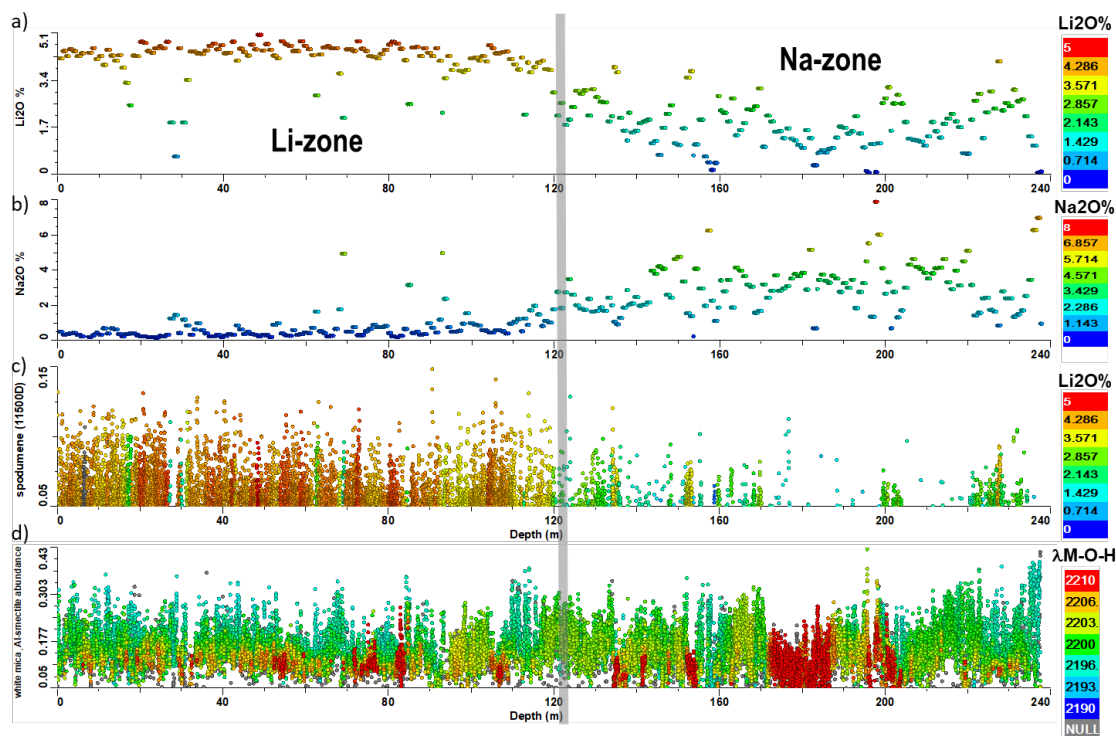 a)
Li2O %
5.1
3.4
1.7
0
0 40 80 120 160 200 240
Li-zone
Na-zone
Li2O%
5
4.286
3.571
2.857
2.143
1.429
0.714
0
b)
Na2O %
8
6
4
2
0
0 40 80 120 160 200 240
Na2O%
8
6.857
5.714
4.571
3.429
2.286
1.143
0
c)
spodumene (11500D)
0.15
0.05
0 40 80 120 160 200 240
Depth (m)
Li2O%
5
4.286
3.571
2.857
2.143
1.429
0.714
0
d)
white mica_Al-smectite abundance
0.43
0.303
0.177
0.05
0 40 80 120 160 200 240
Depth (m)
λM-O-H
2210
2206.
2203.
2200
2196.
2193.
2190
NULL